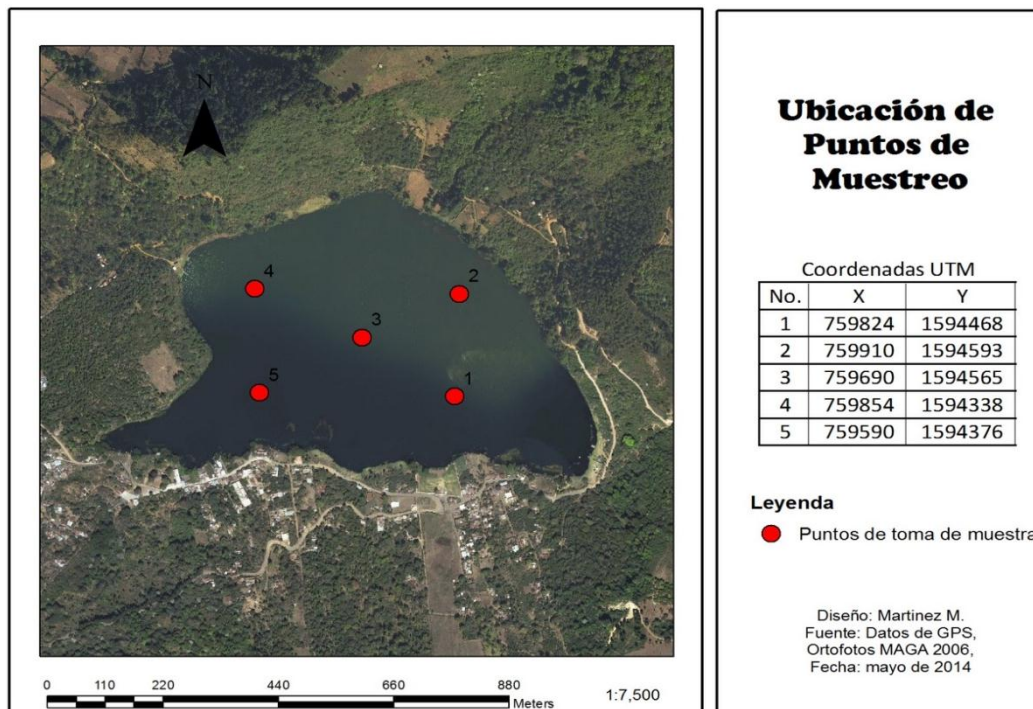 N
4
2
3
5
1
0 110 220 440 660 880
Meters
1:7,500
Ubicación de
Puntos de
Muestreo
Coordenadas UTM
No. X Y
1 759824 1594468
2 759910 1594593
3 759690 1594565
4 759854 1594338
5 759590 1594376
Leyenda
Puntos de toma de muestra
Diseño: Martinez M.
Fuente: Datos de GPS,
Ortofotos MAGA 2006,
Fecha: mayo de 2014